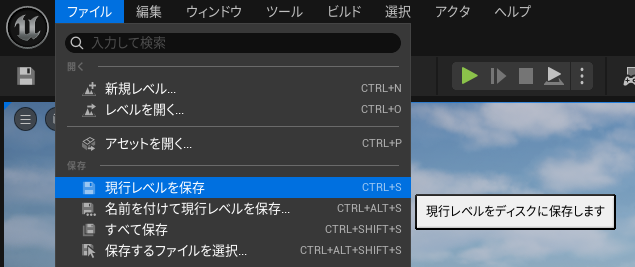 ファイル 編集 ウィンドウ ツール ビルド 選択 アクタ ヘルプ
入力して検索
開く
新規レベル... CTRL+N
レベルを開く... CTRL+O
アセットを開く... CTRL+P
保存
現行レベルを保存 CTRL+S
名前を付けて現行レベルを保存... CTRL+ALT+S
現行レベルをディスクに保存します
すべて保存 CTRL+SHIFT+S
保存するファイルを選択... CTRL+ALT+SHIFT+S